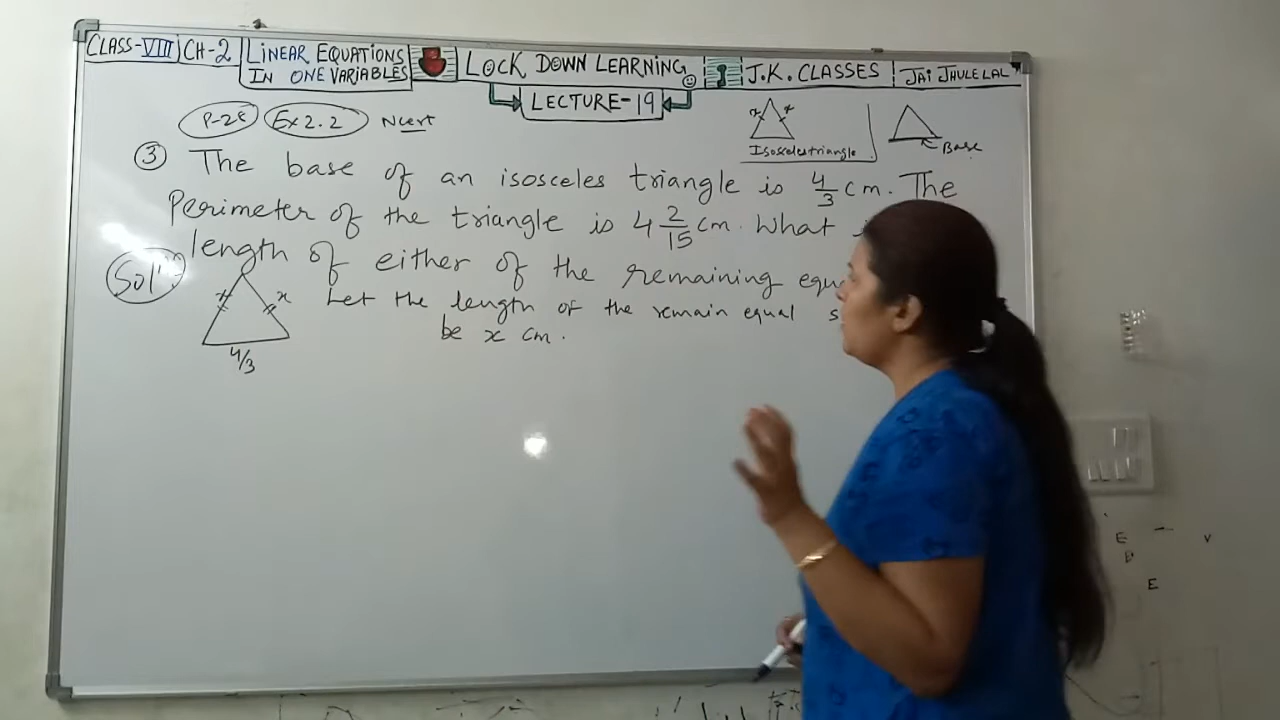 CLASS-VIII CH-2 LINEAR EQUATIONS IN ONE VARIABLES LOCK DOWN LEARNING J.K. CLASSES JAI JHULELAL
LECTURE-19
P-28 Ex 2.2 Ncert
x x
Isosceles triangle Base
③ The base of an isosceles triangle is 4/3 cm. The
Perimeter of the triangle is 4 2/15 cm. What
length of either of the remaining equ
Solⁿ x x Let the length of the remain equal s
be x cm.
4/3